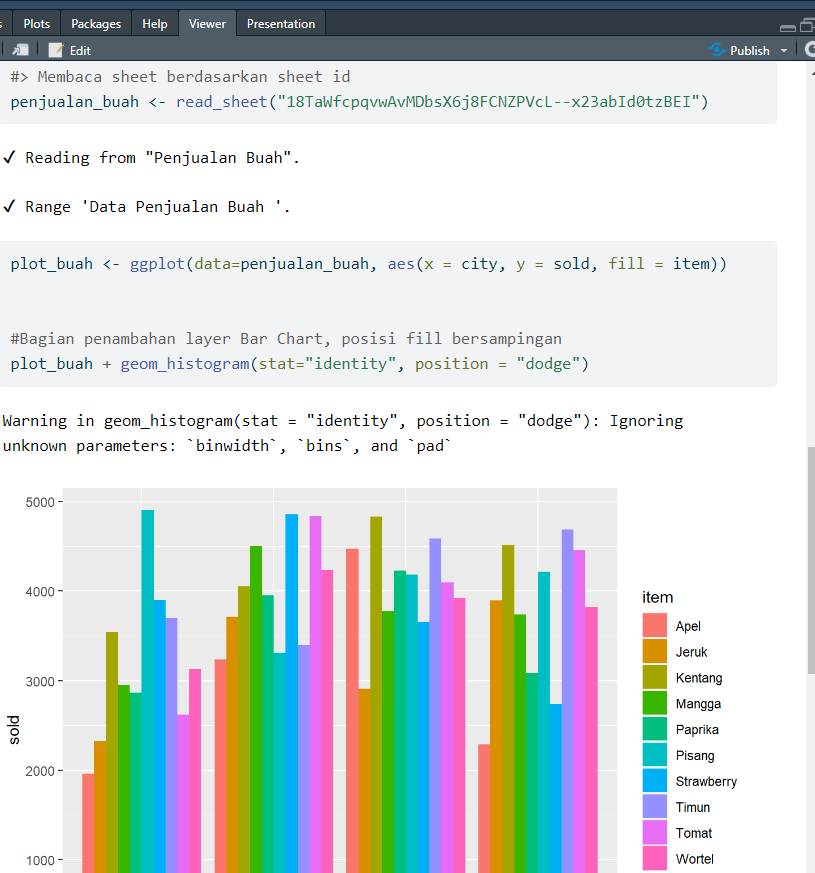 Plots Packages Help Viewer Presentation
Edit Publish
#> Membaca sheet berdasarkan sheet id
penjualan_buah <- read_sheet("18TaWfcpqvwAvMDbsX6j8FCNZPVcL--x23abId0tzBEI")
✓ Reading from "Penjualan Buah".
✓ Range 'Data Penjualan Buah '.
plot_buah <- ggplot(data=penjualan_buah, aes(x = city, y = sold, fill = item))
#Bagian penambahan layer Bar Chart, posisi fill bersampingan
plot_buah + geom_histogram(stat="identity", position = "dodge")
Warning in geom_histogram(stat = "identity", position = "dodge"): Ignoring
unknown parameters: `binwidth`, `bins`, and `pad`
5000
4000
3000
2000
1000
sold
item
Apel
Jeruk
Kentang
Mangga
Paprika
Pisang
Strawberry
Timun
Tomat
Wortel